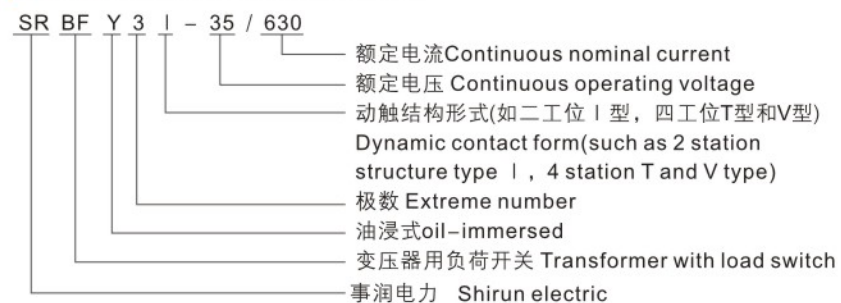 SR BF Y 3 I - 35 / 630
额定电流Continuous nominal current
额定电压 Continuous operating voltage
动触结构形式(如二工位 I 型，四工位T型和V型)
Dynamic contact form(such as 2 station
structure type I , 4 station T and V type)
极数 Extreme number
油浸式oil-immersed
变压器用负荷开关 Transformer with load switch
事润电力 Shirun electric